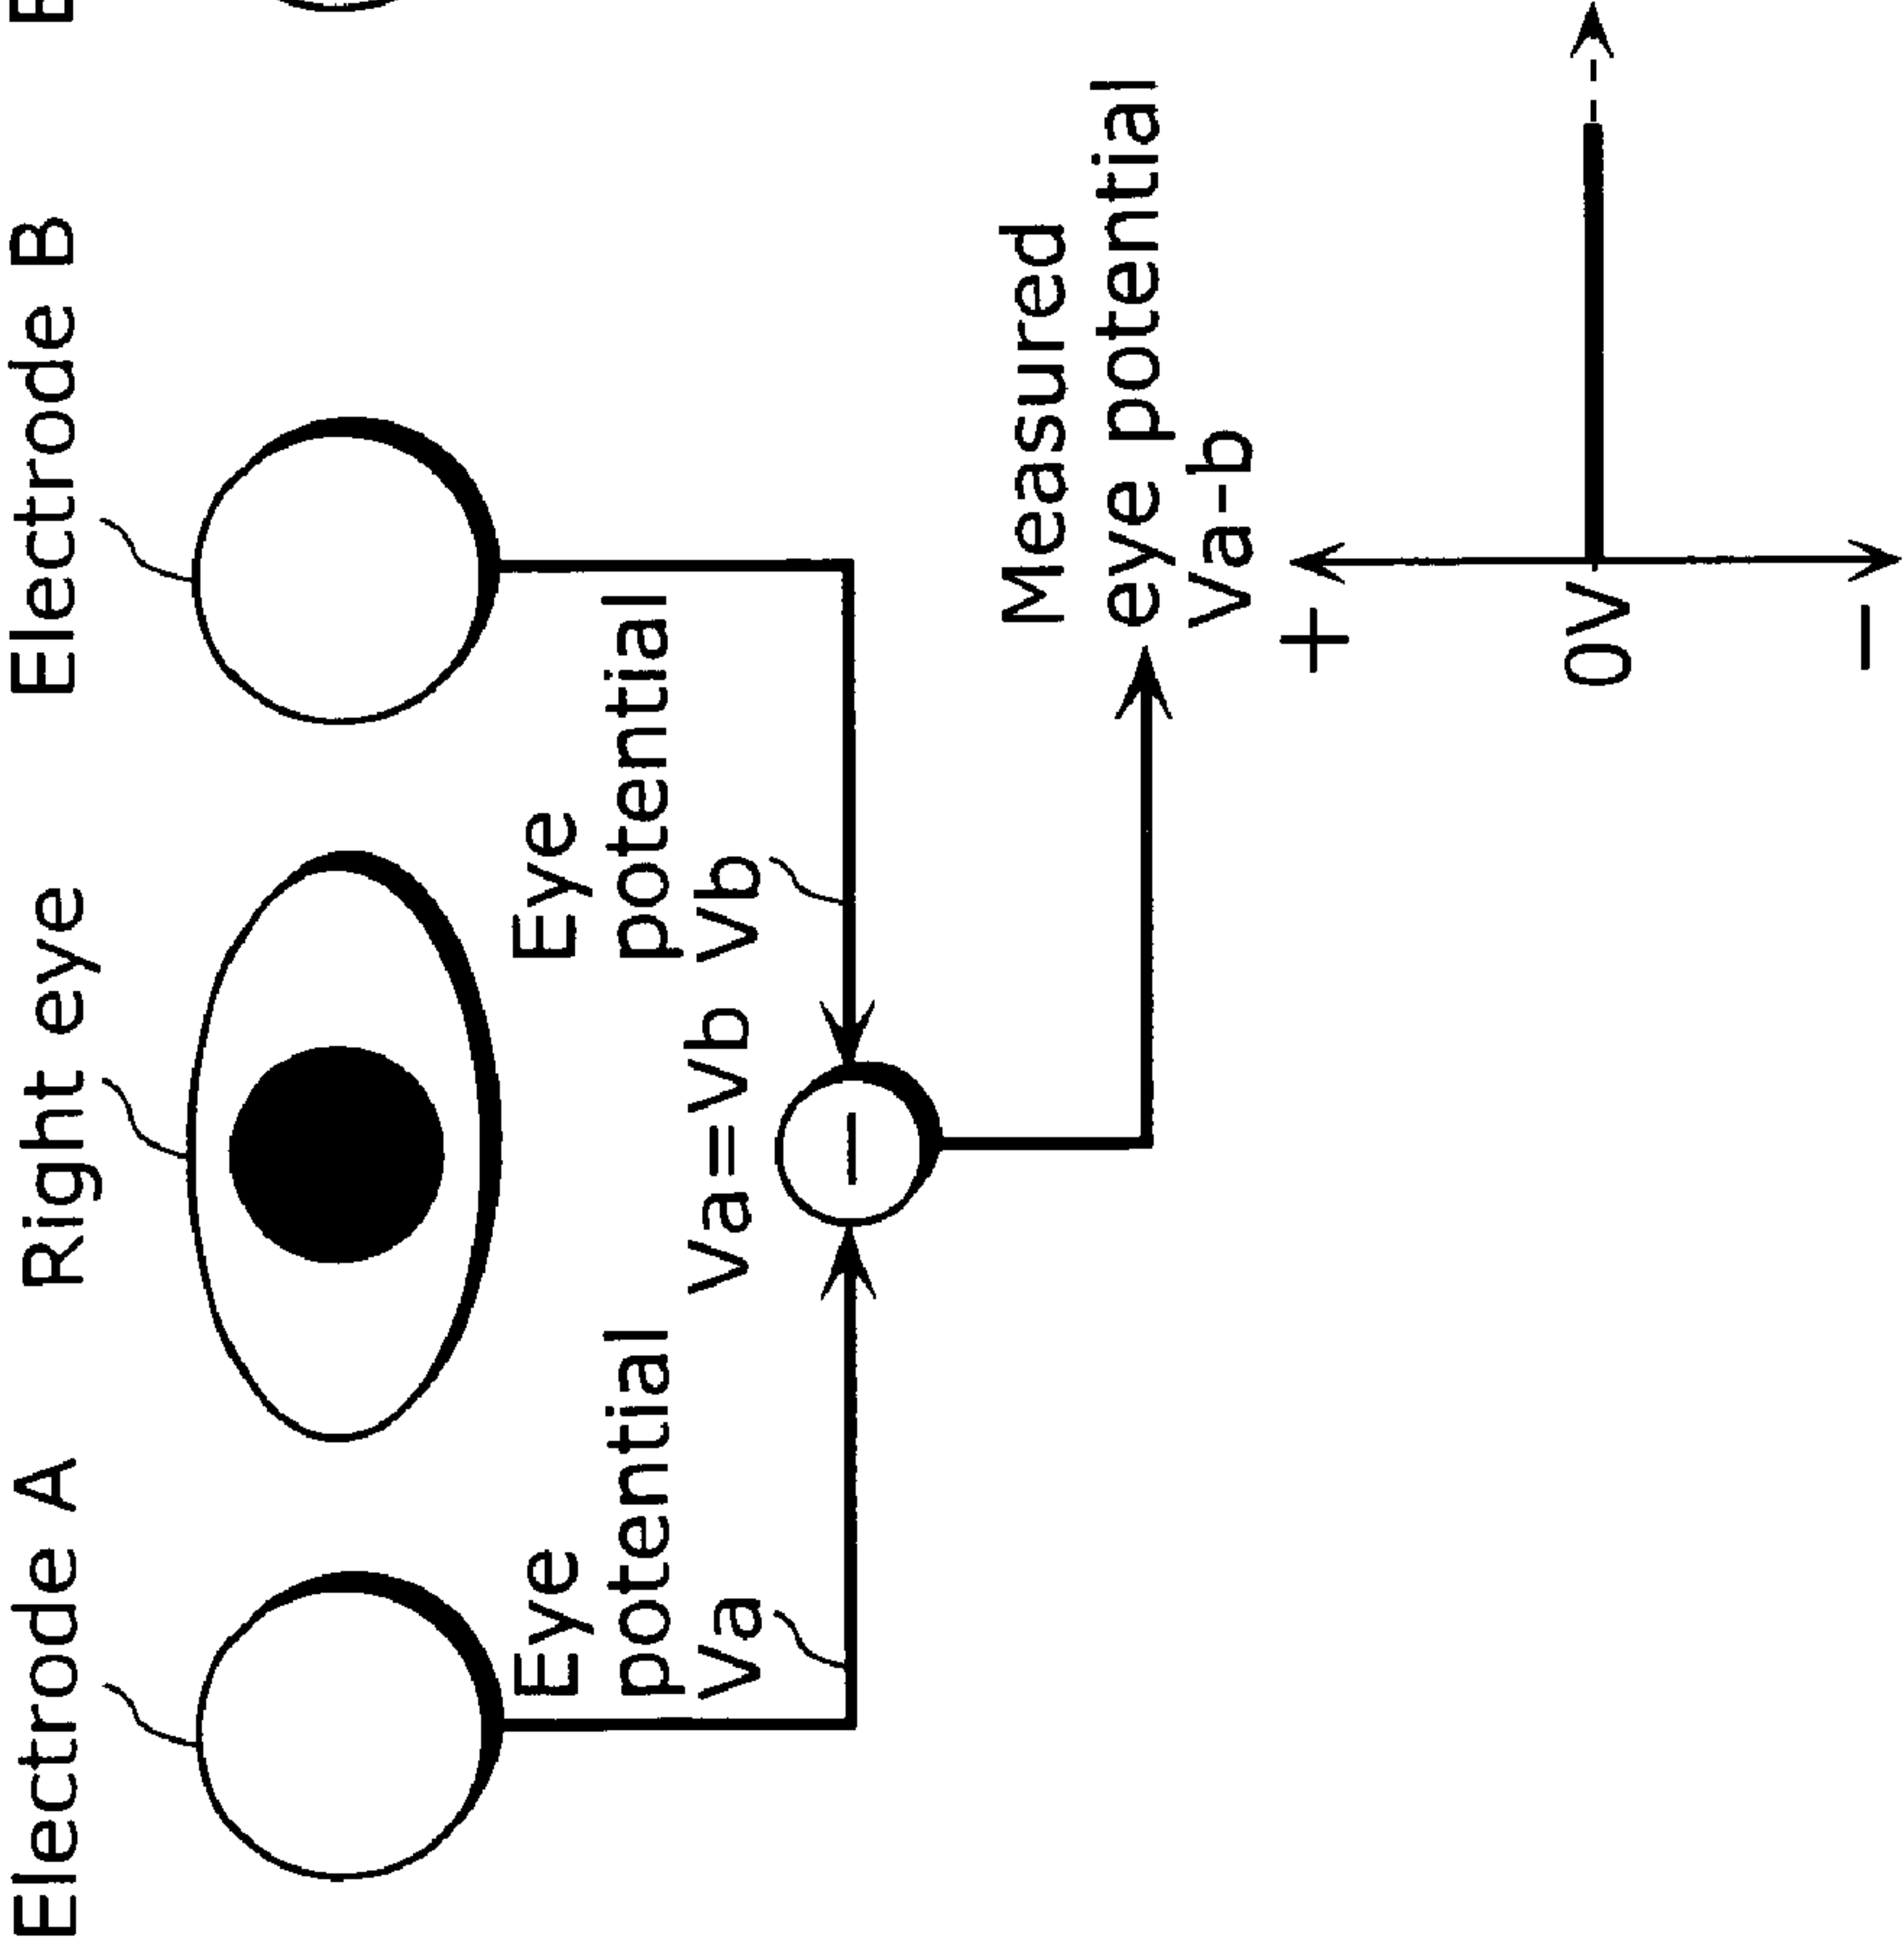 Electrode A
Right eye
Electrode B
Eye
potential
Va
Va=Vb
Eye
potential
Vb
Measured
eye potential
Va-b
+
0V
−
−